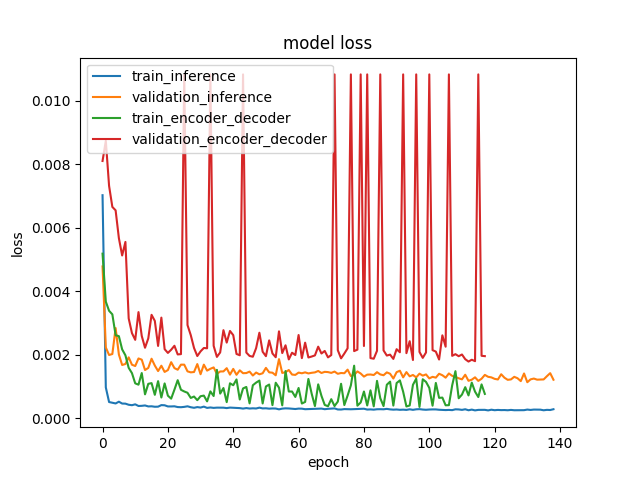 model loss
train_inference
validation_inference
train_encoder_decoder
validation_encoder_decoder
loss
0.010
0.008
0.006
0.004
0.002
0.000
0 20 40 60 80 100 120 140
epoch